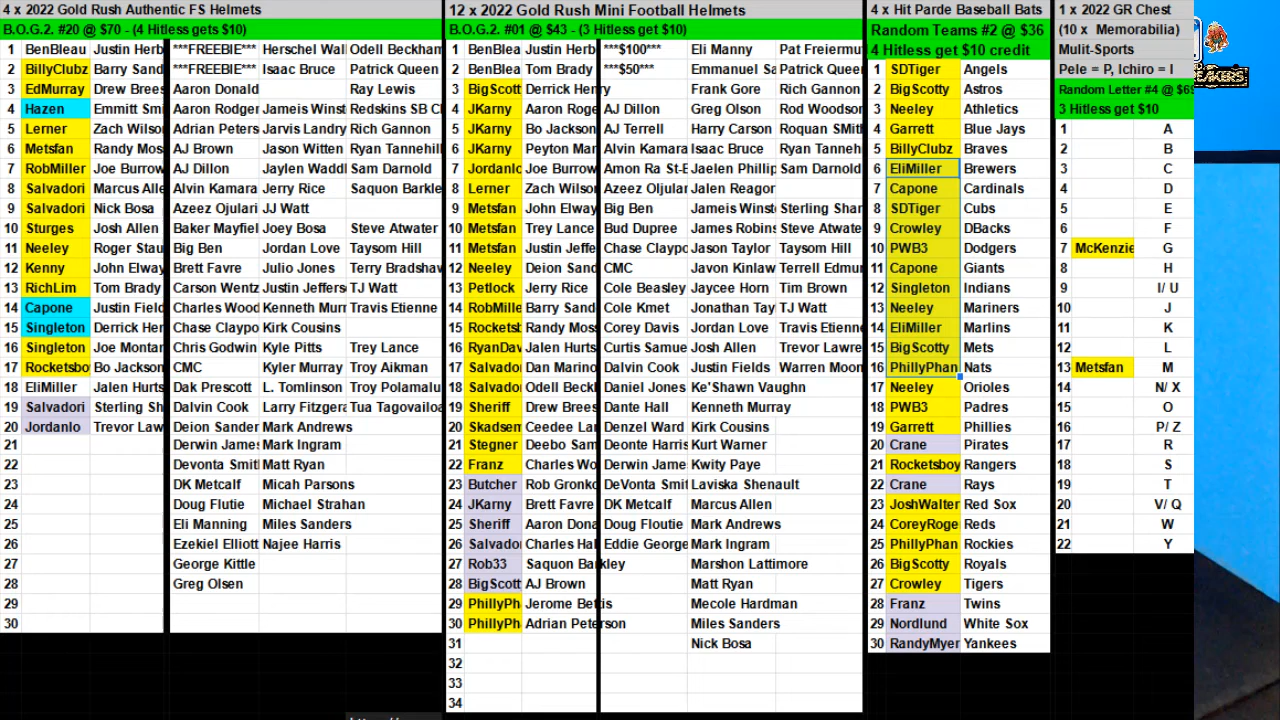 4 x 2022 Gold Rush Authentic FS Helmets
B.O.G.2. #20 @ $70 - (4 Hitless gets $10)
1 BenBleau Justin Herb ***FREEBIE*** Herschel Wal Odell Beckham
2 BillyClubz Barry Sand ***FREEBIE*** Isaac Bruce Patrick Queen
3 EdMurray Drew Brees Aaron Donald Ray Lewis
4 Hazen Emmitt Smi Aaron Rodger Jameis Winst Redskins SB C
5 Lerner Zach Wilso Adrian Peters Jarvis Landry Rich Gannon
6 Metsfan Randy Mos AJ Brown Jason Witten Ryan Tannehill
7 RobMiller Joe Burrow AJ Dillon Jaylen Wadd Sam Darnold
8 Salvadori Marcus Alle Alvin Kamara Jerry Rice Saquon Barkle
9 Salvadori Nick Bosa Azeez Ojulari JJ Watt
10 Sturges Josh Allen Baker Mayfiel Joey Bosa Steve Atwater
11 Neeley Roger Stau Big Ben Jordan Love Taysom Hill
12 Kenny John Elway Brett Favre Julio Jones Terry Bradshav
13 RichLim Tom Brady Carson Wentz Justin Jeffers TJ Watt
14 Capone Justin Field Charles Wood Kenneth Murr Travis Etienne
15 Singleton Derrick Her Chase Claypo Kirk Cousins
16 Singleton Joe Montar Chris Godwin Kyle Pitts Trey Lance
17 Rocketsbo Bo Jackson CMC Kyler Murray Troy Aikman
18 EliMiller Jalen Hurts Dak Prescott L. Tomlinson Troy Polamalu
19 Salvadori Sterling Sh Dalvin Cook Larry Fitzgera Tua Tagovailoa
20 Jordanlo Trevor Law Deion Sander Mark Andrews
21 Derwin James Mark Ingram
22 Devonta Smit Matt Ryan
23 DK Metcalf Micah Parsons
24 Doug Flutie Michael Strahan
25 Eli Manning Miles Sanders
26 Ezekiel Elliott Najee Harris
27 George Kittle
28 Greg Olsen
29
30
12 x 2022 Gold Rush Mini Football Helmets
B.O.G.2. #01 @ $43 - (3 Hitless gets $10)
1 BenBlea Justin Herb ***$100*** Eli Manny Pat Freiermu
2 BenBlea Tom Brady ***$50*** Emmanuel Sa Patrick Queen
3 BigScott Derrick Henry Frank Gore Rich Gannon
4 JKarny Aaron Roge AJ Dillon Greg Olson Rod Woodson
5 JKarny Bo Jackson AJ Terrell Harry Carson Roquan SMith
6 JKarny Peyton Mar Alvin Kamara Isaac Bruce Ryan Tanneh
7 Jordanlo Joe Burrow Amon Ra St-B Jaelen Phillip Sam Darnold
8 Lerner Zach Wilson Azeez Oljular Jalen Reagor
9 Metsfan John Elway Big Ben Jameis Winst Sterling Shar
10 Metsfan Trey Lance Bud Dupree James Robins Steve Atwate
11 Metsfan Justin Jeffe Chase Claypo Jason Taylor Taysom Hill
12 Neeley Deion Sand CMC Javon Kinlaw Terrell Edmur
13 Petlock Jerry Rice Cole Beasley Jaycee Horn Tim Brown
14 RobMille Barry Sand Cole Kmet Jonathan Tay TJ Watt
15 Rocketsb Randy Moss Corey Davis Jordan Love Travis Etienne
16 RyanDav Jalen Hurts Curtis Samue Josh Allen Trevor Lawre
17 Salvado Dan Marino Dalvin Cook Justin Fields Warren Moon
18 Salvado Odell Beck Daniel Jones Ke'Shawn Vaughn
19 Sheriff Drew Brees Dante Hall Kenneth Murray
20 Skadsen Ceedee Lan Denzel Ward Kirk Cousins
21 Stegner Deebo Sam Deonte Harris Kurt Warner
22 Franz Charles Wo Derwin Jame Kwity Paye
23 Butcher Rob Gronko DeVonta Smit Laviska Shenault
24 JKarny Brett Favre DK Metcalf Marcus Allen
25 Sheriff Aaron Dona Doug Floutie Mark Andrews
26 Salvado Charles Hal Eddie George Mark Ingram
27 Rob33 Saquon Barkley Marshon Lattimore
28 BigScott AJ Brown Matt Ryan
29 PhillyPh Jerome Bettis Mecole Hardman
30 PhillyPh Adrian Peterson Miles Sanders
31 Nick Bosa
32
33
34
4 x Hit Parde Baseball Bats
Random Teams #2 @ $36
4 Hitless get $10 credit
1 SDTiger Angels
2 BigScotty Astros
3 Neeley Athletics
4 Garrett Blue Jays
5 BillyClubz Braves
6 EliMiller Brewers
7 Capone Cardinals
8 SDTiger Cubs
9 Crowley DBacks
10 PWB3 Dodgers
11 Capone Giants
12 Singleton Indians
13 Neeley Mariners
14 EliMiller Marlins
15 BigScotty Mets
16 PhillyPhan Nats
17 Neeley Orioles
18 PWB3 Padres
19 Garrett Phillies
20 Crane Pirates
21 Rocketsboy Rangers
22 Crane Rays
23 JoshWalter Red Sox
24 CoreyRoge Reds
25 PhillyPhan Rockies
26 BigScotty Royals
27 Crowley Tigers
28 Franz Twins
29 Nordlund White Sox
30 RandyMyer Yankees
1 x 2022 GR Chest
(10 x Memorabilia)
Mulit-Sports
Pele = P, Ichiro = I
Random Letter #4 @ $69
3 Hitless get $10
1 A
2 B
3 C
4 D
5 E
6 F
7 McKenzie G
8 H
9 I/ U
10 J
11 K
12 L
13 Metsfan M
14 N/ X
15 O
16 P/ Z
17 R
18 S
19 T
20 V/ Q
21 W
22 Y